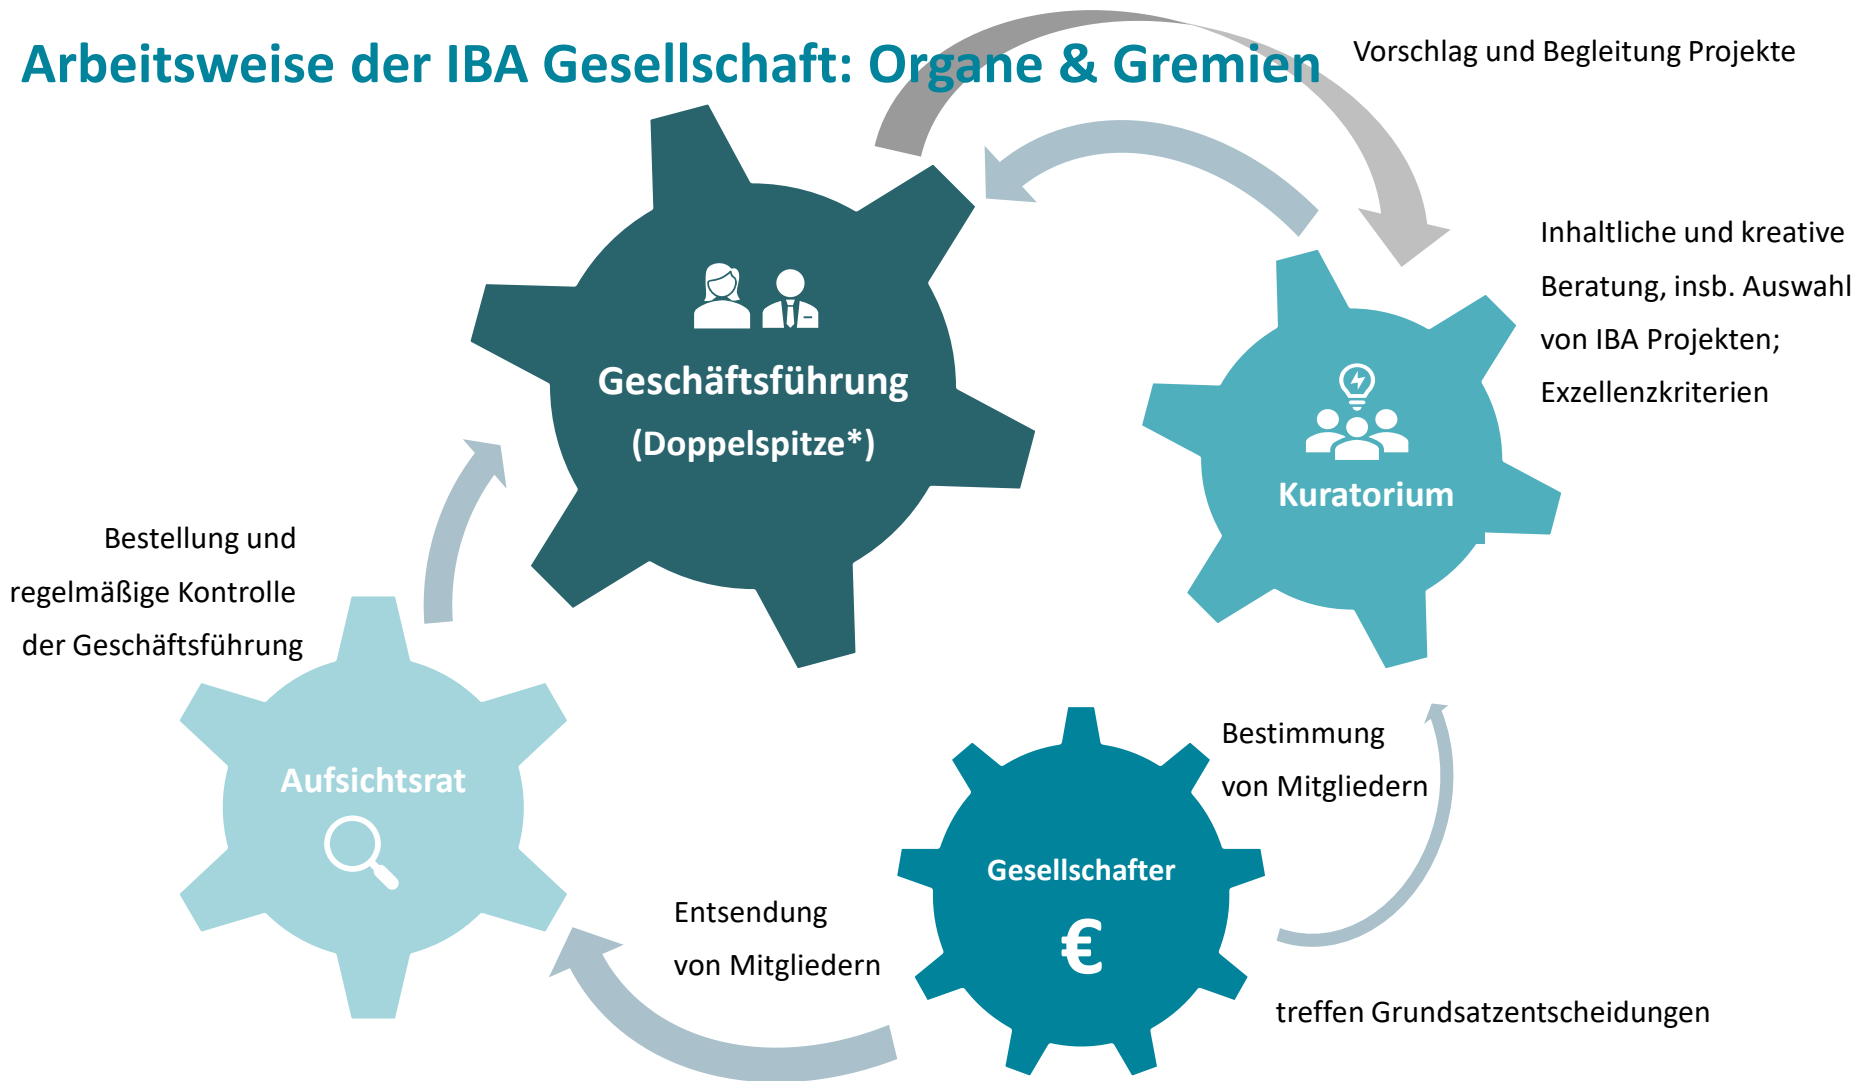 Arbeitsweise der IBA Gesellschaft: Organe & Gremien
Vorschlag und Begleitung Projekte
Geschäftsführung
(Doppelspitze*)
Inhaltliche und kreative
Beratung, insb. Auswahl
von IBA Projekten;
Exzellenzkriterien
Kuratorium
Bestellung und
regelmäßige Kontrolle
der Geschäftsführung
Aufsichtsrat
Bestimmung
von Mitgliedern
Gesellschafter
€
Entsendung
von Mitgliedern
treffen Grundsatzentscheidungen